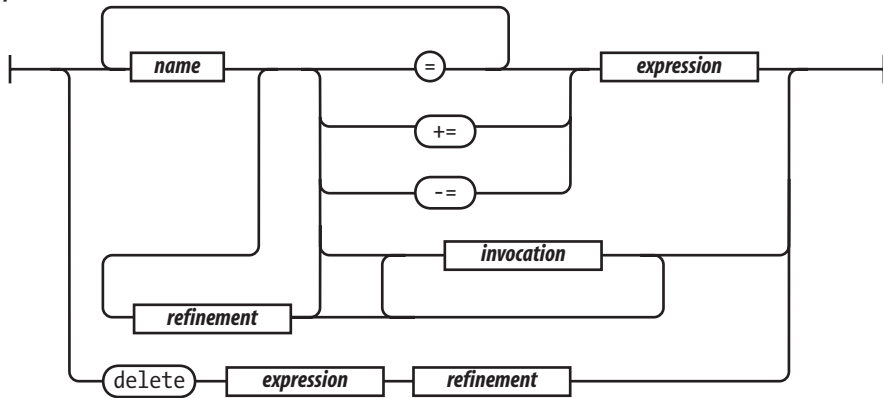 name = expression
+=
-=
invocation
refinement
delete expression refinement